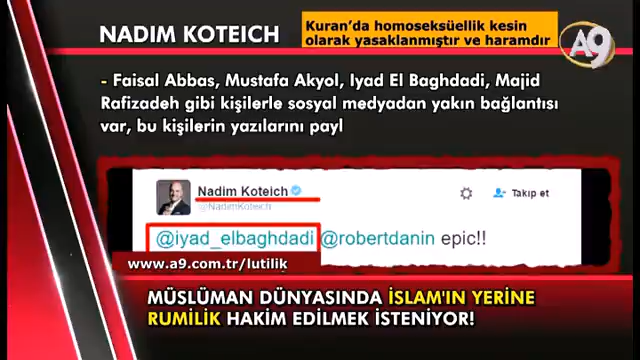 NADIM KOTEICH
Kuran'da homoseksüellik kesin
olarak yasaklanmıştır ve haramdır
A9
- Faisal Abbas, Mustafa Akyol, Iyad El Baghdadi, Majid
Rafizadeh gibi kişilerle sosyal medyadan yakın bağlantısı
var, bu kişilerin yazılarını payl
Nadim Koteich
@NadimKoteich
Takip et
@iyad_elbaghdadi @robertdanin epic!!
www.a9.com.tr/lutilik
MÜSLÜMAN DÜNYASINDA İSLAM'IN YERİNE
RUMİLİK HAKİM EDİLMEK İSTENİYOR!